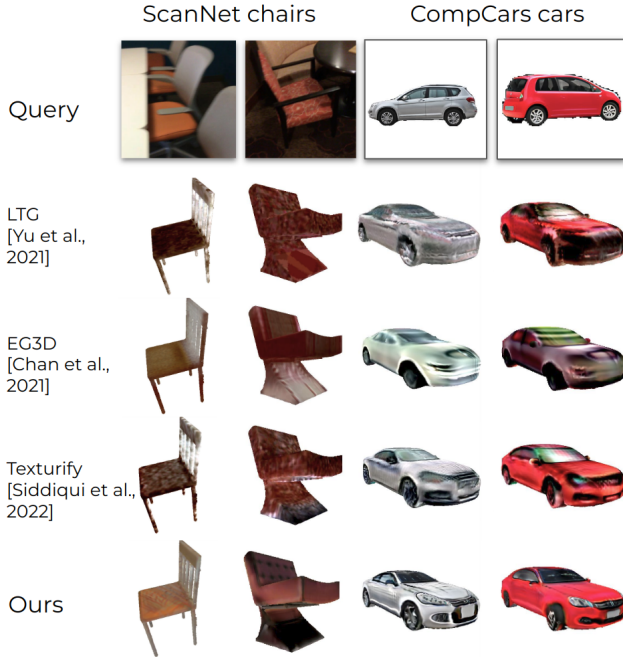 ScanNet chairs
CompCars cars
Query
LTG
[Yu et al.,
2021]
EG3D
[Chan et al.,
2021]
Texturify
[Siddiqui et al.,
2022]
Ours